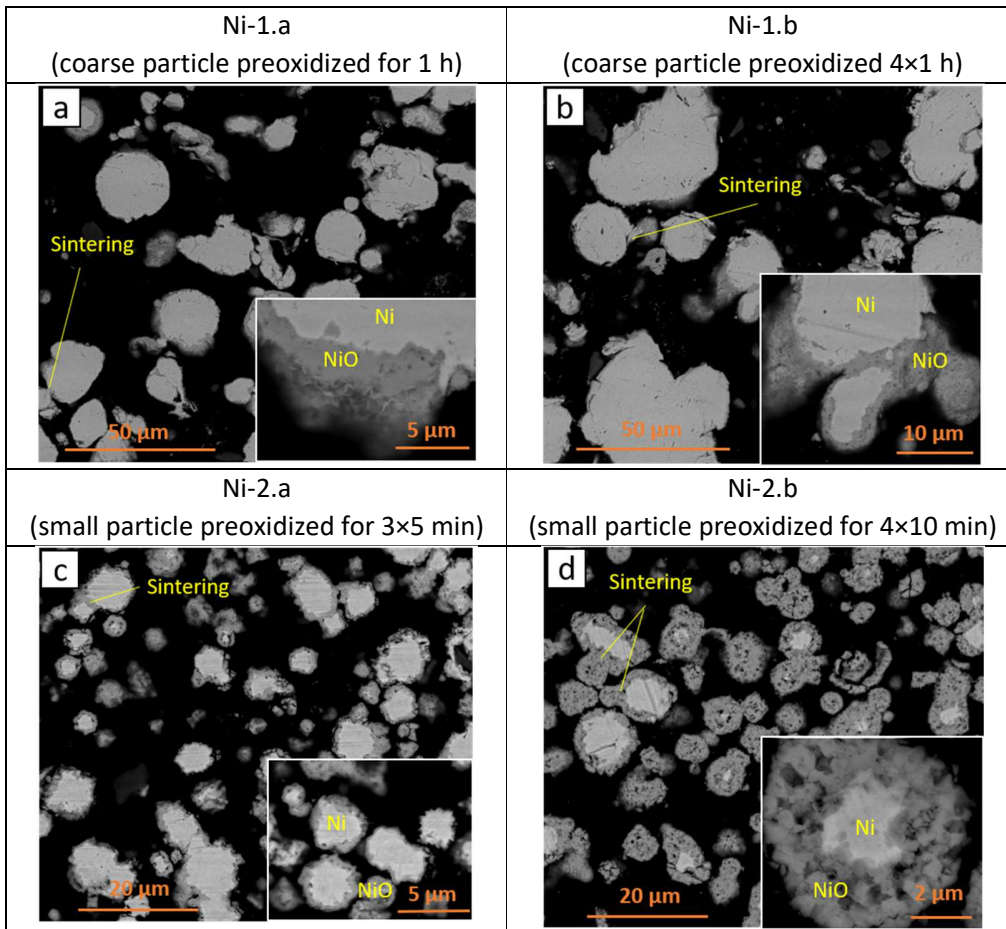 Ni-1.a
(coarse particle preoxidized for 1 h)
Ni-1.b
(coarse particle preoxidized 4×1 h)
a
Sintering
Ni
NiO
50 µm
5 µm
b
Sintering
Ni
NiO
50 µm
10 µm
Ni-2.a
(small particle preoxidized for 3×5 min)
Ni-2.b
(small particle preoxidized for 4×10 min)
c
Sintering
Ni
NiO
20 µm
5 µm
d
Sintering
Ni
NiO
20 µm
2 µm